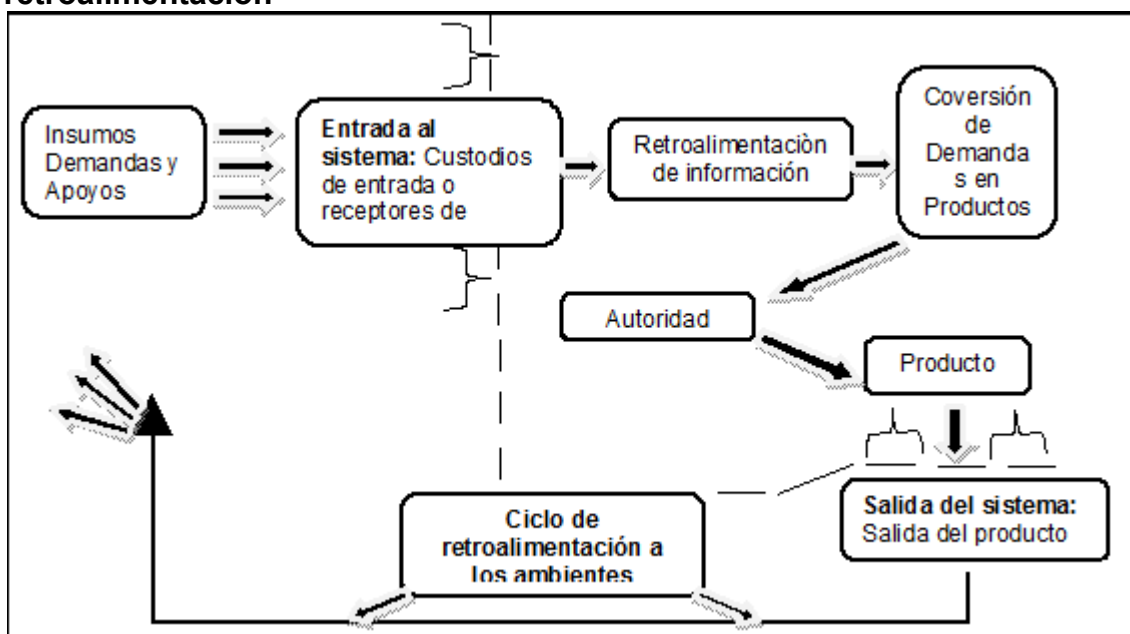 retroalimentación
Insumos
Demandas y
Apoyos
Entrada al
sistema: Custodios
de entrada o
receptores de
Retroalimentaciòn
de información
Coversión
de
Demanda
s en
Productos
Autoridad
Producto
Salida del sistema:
Salida del producto
Ciclo de
retroalimentación a
los ambientes